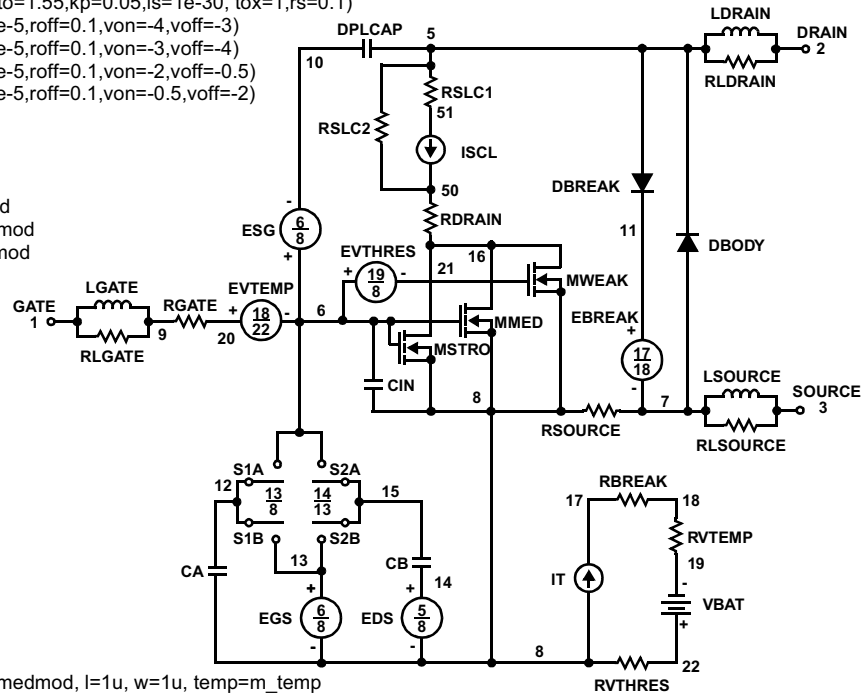 to=1.55,kp=0.05,is=1e-30, tox=1,rs=0.1)
e-5,roff=0.1,von=-4,voff=-3)
e-5,roff=0.1,von=-3,voff=-4)
e-5,roff=0.1,von=-2,voff=-0.5)
e-5,roff=0.1,von=-0.5,voff=-2)
d
mod
mod
LDRAIN
DPLCAP
5
DRAIN
2
10
RLDRAIN
RSLC1
51
RSLC2
ISCL
50
DBREAK
-
RDRAIN
ESG
6
8
+
11
DBODY
EVTHRES
+
19
8
-
21
16
MWEAK
LGATE
EVTEMP
GATE
1
RGATE
+
18
22
-
6
MMED
EBREAK
+
9
20
MSTRO
17
18
RLGATE
CIN
-
LSOURCE
8
7
SOURCE
3
RSOURCE
RLSOURCE
S1A
S2A
12
13
8
14
13
15
RBREAK
17
18
S1B
S2B
RVTEMP
13
CB
19
CA
+
+
14
IT
-
EGS
6
8
EDS
5
8
VBAT
+
-
-
8
22
RVTHRES
medmod, l=1u, w=1u, temp=m_temp